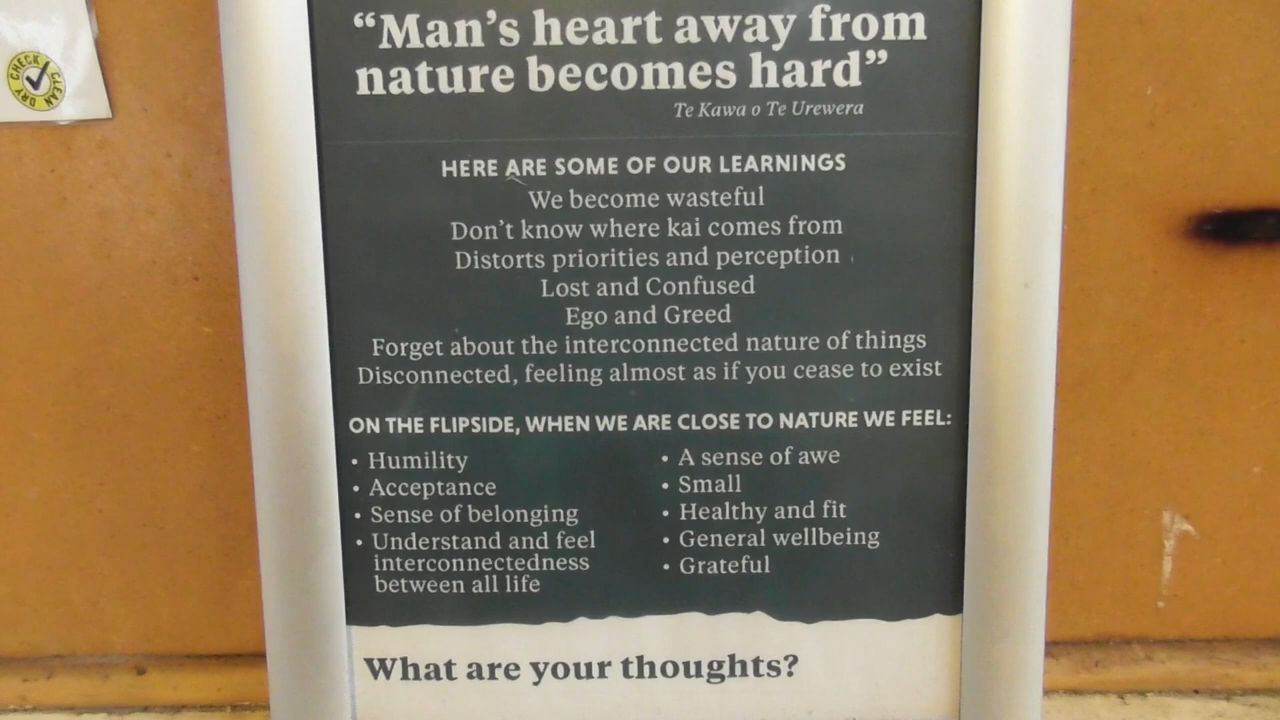 CHECK CLEAN DRY
“Man’s heart away from
nature becomes hard”
Te Kawa o Te Urewera
HERE ARE SOME OF OUR LEARNINGS
We become wasteful
Don’t know where kai comes from
Distorts priorities and perception
Lost and Confused
Ego and Greed
Forget about the interconnected nature of things
Disconnected, feeling almost as if you cease to exist
ON THE FLIPSIDE, WHEN WE ARE CLOSE TO NATURE WE FEEL:
• Humility
• Acceptance
• Sense of belonging
• Understand and feel
interconnectedness
between all life
• A sense of awe
• Small
• Healthy and fit
• General wellbeing
• Grateful
What are your thoughts?